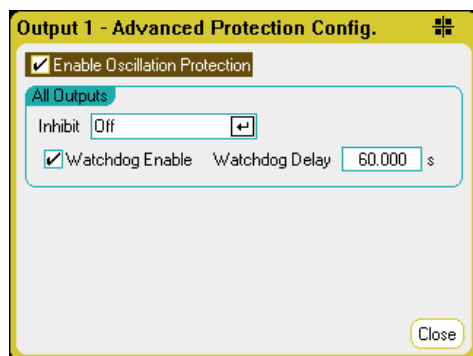 Output 1 - Advanced Protection Config.
Enable Oscillation Protection
All Outputs
Inhibit Off
Watchdog Enable Watchdog Delay 60.000 s
Close